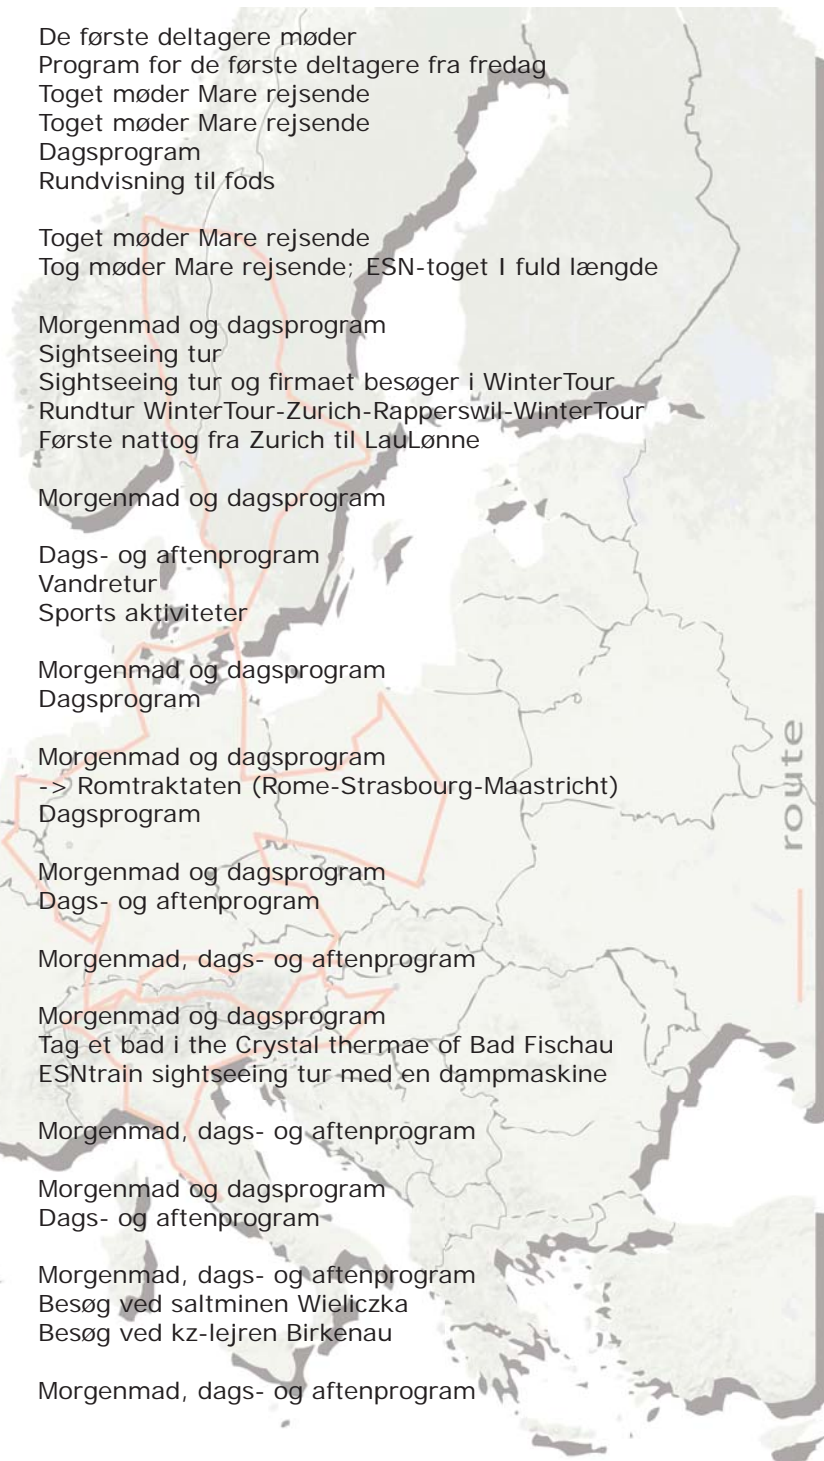 De første deltagere møder
Program for de første deltagere fra fredag
Toget møder Mare rejsende
Toget møder Mare rejsende
Dagsprogram
Rundvisning til fods
Toget møder Mare rejsende
Tog møder Mare rejsende; ESN-toget I fuld længde
Morgenmad og dagsprogram
Sightseeing tur
Sightseeing tur og firmaet besøger i WinterTour
Rundtur WinterTour-Zurich-Rapperswil-WinterTour
Første nattog fra Zurich til LauLønne
Morgenmad og dagsprogram
Dags- og aftenprogram
Vandretur
Sports aktiviteter
Morgenmad og dagsprogram
Dagsprogram
Morgenmad og dagsprogram
-> Romtraktaten (Rome-Strasbourg-Maastricht)
Dagsprogram
Morgenmad og dagsprogram
Dags- og aftenprogram
Morgenmad, dags- og aftenprogram
Morgenmad og dagsprogram
Tag et bad i the Crystal thermae of Bad Fischau
ESNtrain sightseeing tur med en dampmaskine
Morgenmad, dags- og aftenprogram
Morgenmad og dagsprogram
Dags- og aftenprogram
Morgenmad, dags- og aftenprogram
Besøg ved saltminen Wieliczka
Besøg ved kz-lejren Birkenau
Morgenmad, dags- og aftenprogram
route